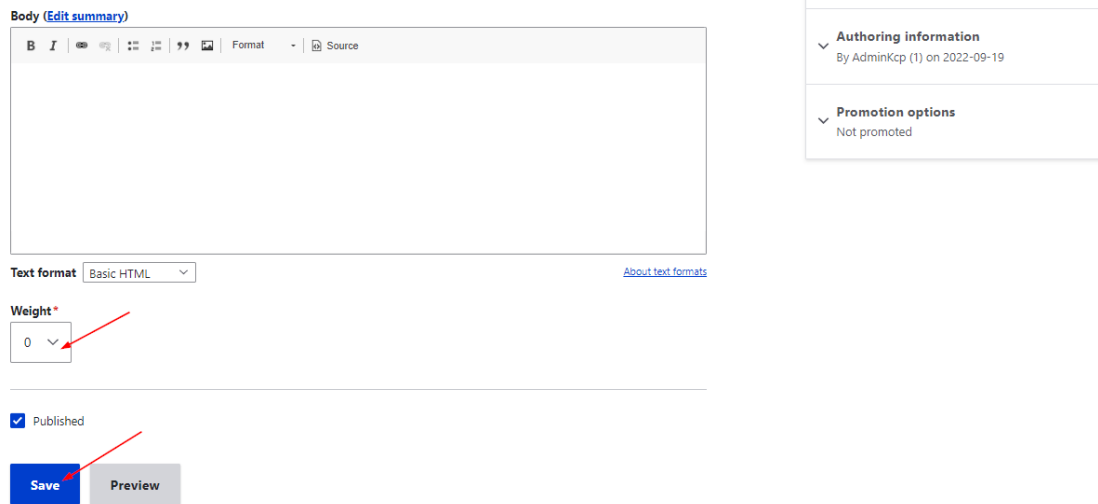 Body (Edit summary)
B I Format Source
Text format Basic HTML
About text formats
Weight*
0
Published
Save Preview
Authoring information
By AdminKcp (1) on 2022-09-19
Promotion options
Not promoted